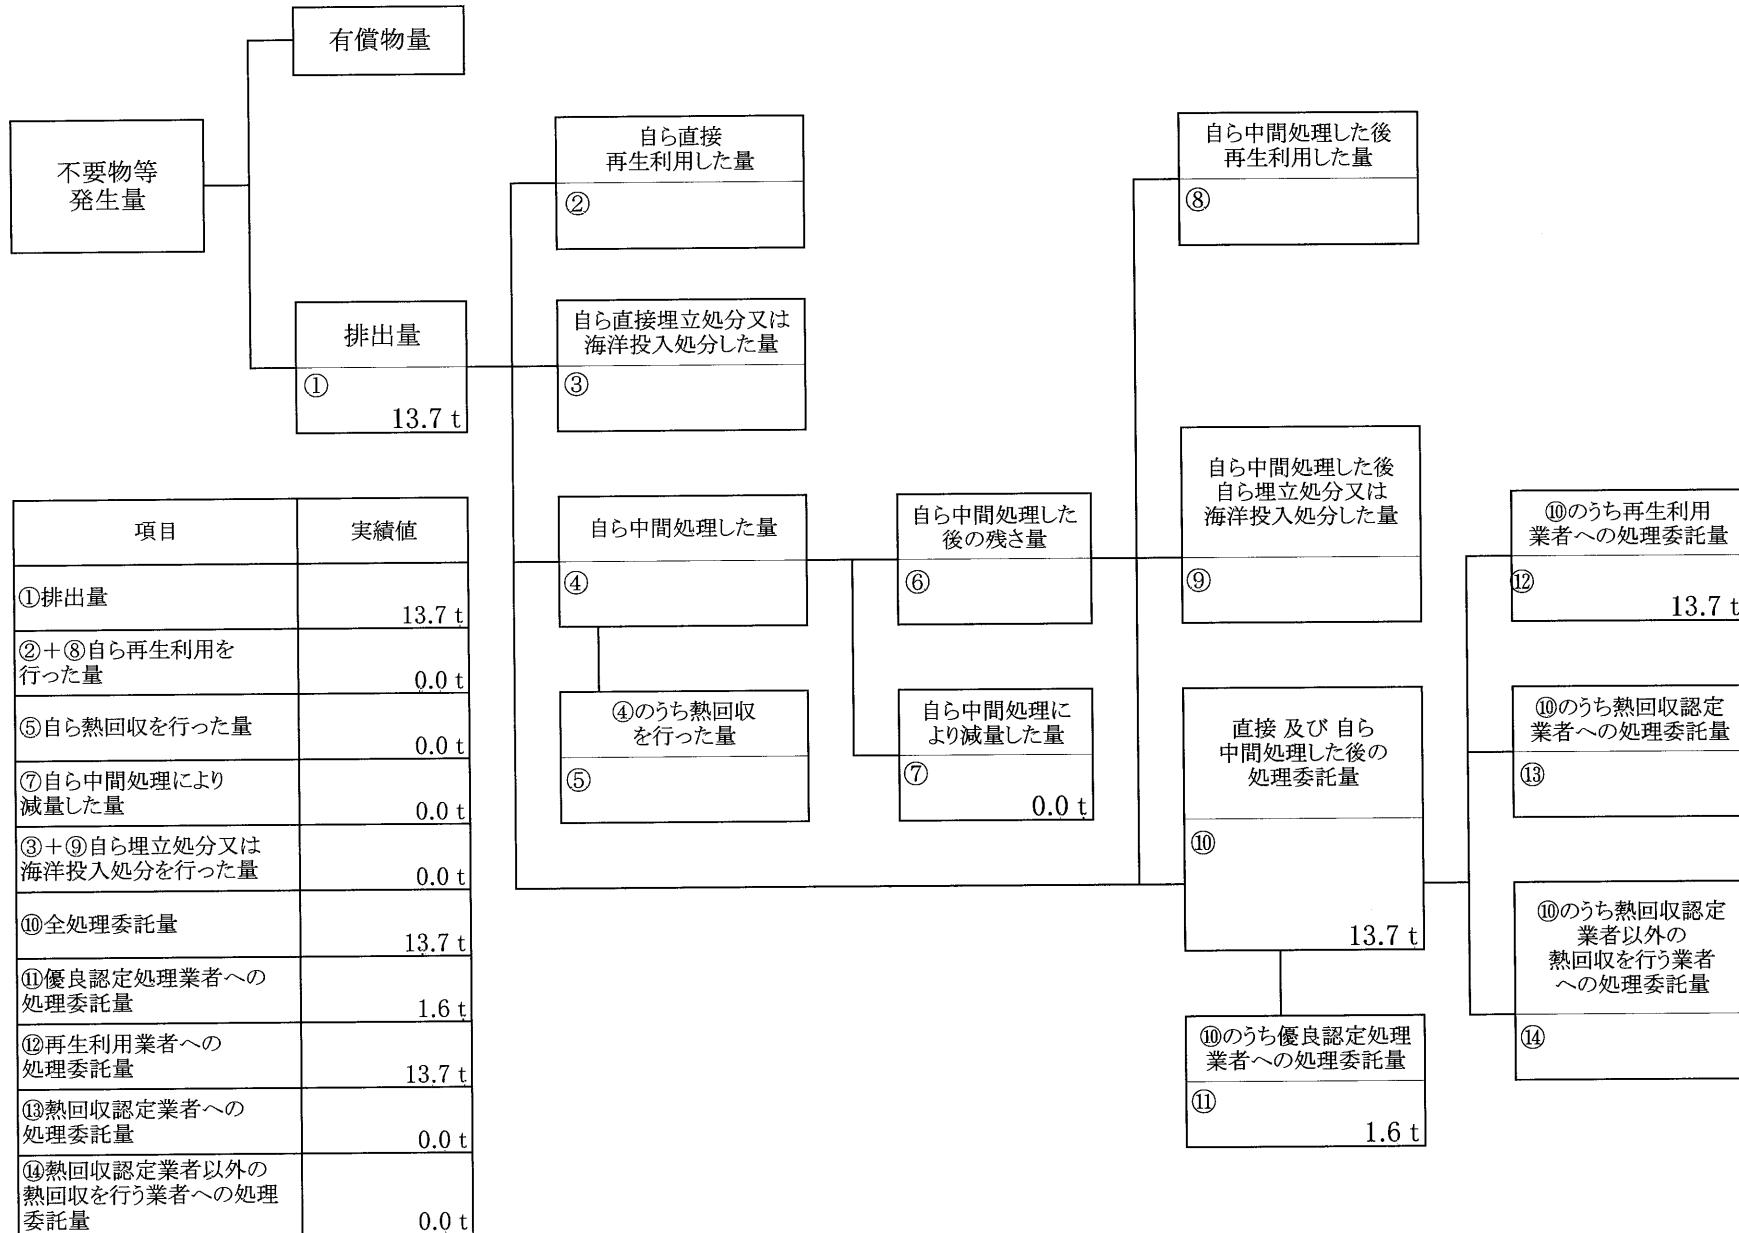 有償物量
不要物等
発生量
排出量
①
13.7 t
自ら直接
再生利用した量
②
自ら直接埋立処分又は
海洋投入処分した量
③
自ら中間処理した量
④
④のうち熱回収
を行った量
⑤
自ら中間処理した
後の残さ量
⑥
自ら中間処理に
より減量した量
⑦
0.0 t
自ら中間処理した後
再生利用した量
⑧
自ら中間処理した後
自ら埋立処分又は
海洋投入処分した量
⑨
直接 及び 自ら
中間処理した後の
処理委託量
⑩
13.7 t
⑩のうち優良認定処理
業者への処理委託量
⑪
1.6 t
⑩のうち再生利用
業者への処理委託量
⑫
13.7 t
⑩のうち熱回収認定
業者への処理委託量
⑬
⑩のうち熱回収認定
業者以外の
熱回収を行う業者
への処理委託量
⑭
項目 実績値
①排出量 13.7 t
②+⑧自ら再生利用を
行った量 0.0 t
⑤自ら熱回収を行った量 0.0 t
⑦自ら中間処理により
減量した量 0.0 t
③+⑨自ら埋立処分又は
海洋投入処分を行った量 0.0 t
⑩全処理委託量 13.7 t
⑪優良認定処理業者への
処理委託量 1.6 t
⑫再生利用業者への
処理委託量 13.7 t
⑬熱回収認定業者への
処理委託量 0.0 t
⑭熱回収認定業者以外の
熱回収を行う業者への処理
委託量 0.0 t